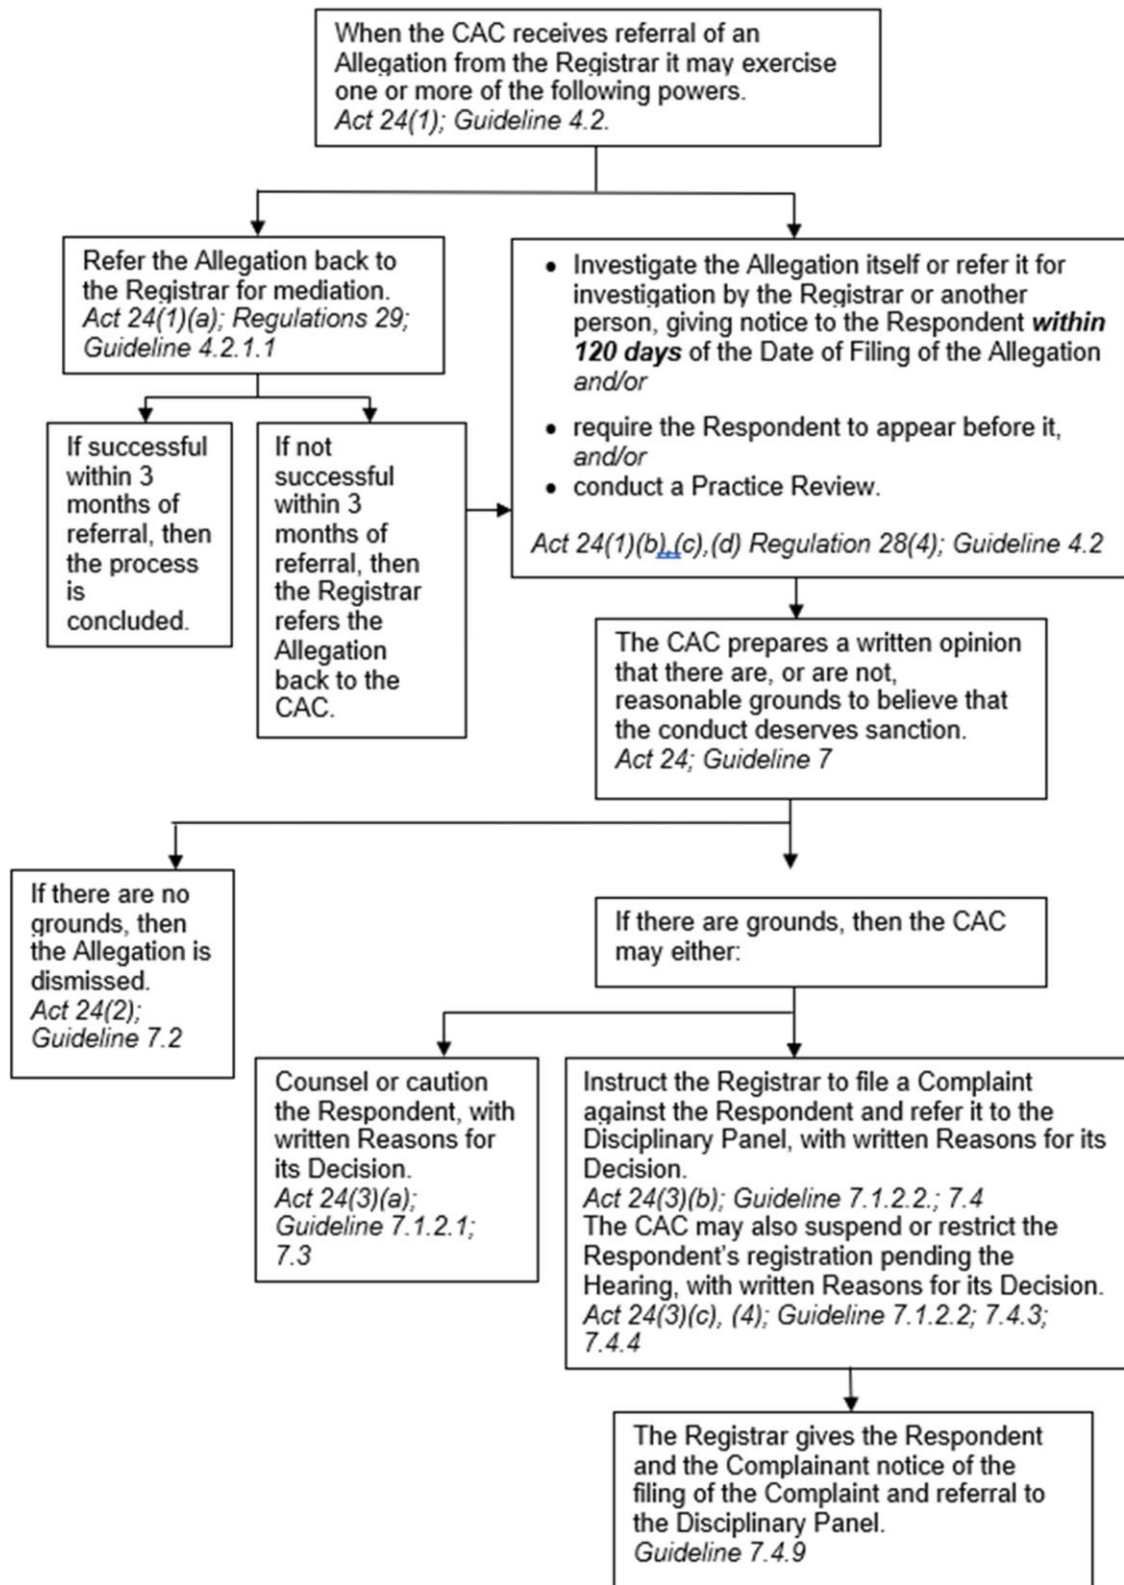 When the CAC receives referral of an
Allegation from the Registrar it may exercise
one or more of the following powers.
Act 24(1); Guideline 4.2.
Refer the Allegation back to
the Registrar for mediation.
Act 24(1)(a); Regulations 29;
Guideline 4.2.1.1
• Investigate the Allegation itself or refer it for
investigation by the Registrar or another
person, giving notice to the Respondent within
120 days of the Date of Filing of the Allegation
and/or
• require the Respondent to appear before it,
and/or
• conduct a Practice Review.
Act 24(1)(b),(c),(d) Regulation 28(4); Guideline 4.2
If successful
within 3
months of
referral, then
the process
is
concluded.
If not
successful
within 3
months of
referral, then
the Registrar
refers the
Allegation
back to the
CAC.
The CAC prepares a written opinion
that there are, or are not,
reasonable grounds to believe that
the conduct deserves sanction.
Act 24; Guideline 7
If there are no
grounds, then
the Allegation is
dismissed.
Act 24(2);
Guideline 7.2
If there are grounds, then the CAC
may either:
Counsel or caution
the Respondent, with
written Reasons for
its Decision.
Act 24(3)(a);
Guideline 7.1.2.1;
7.3
Instruct the Registrar to file a Complaint
against the Respondent and refer it to the
Disciplinary Panel, with written Reasons for its
Decision.
Act 24(3)(b); Guideline 7.1.2.2.; 7.4
The CAC may also suspend or restrict the
Respondent's registration pending the
Hearing, with written Reasons for its Decision.
Act 24(3)(c), (4); Guideline 7.1.2.2; 7.4.3;
7.4.4
The Registrar gives the Respondent
and the Complainant notice of the
filing of the Complaint and referral to
the Disciplinary Panel.
Guideline 7.4.9